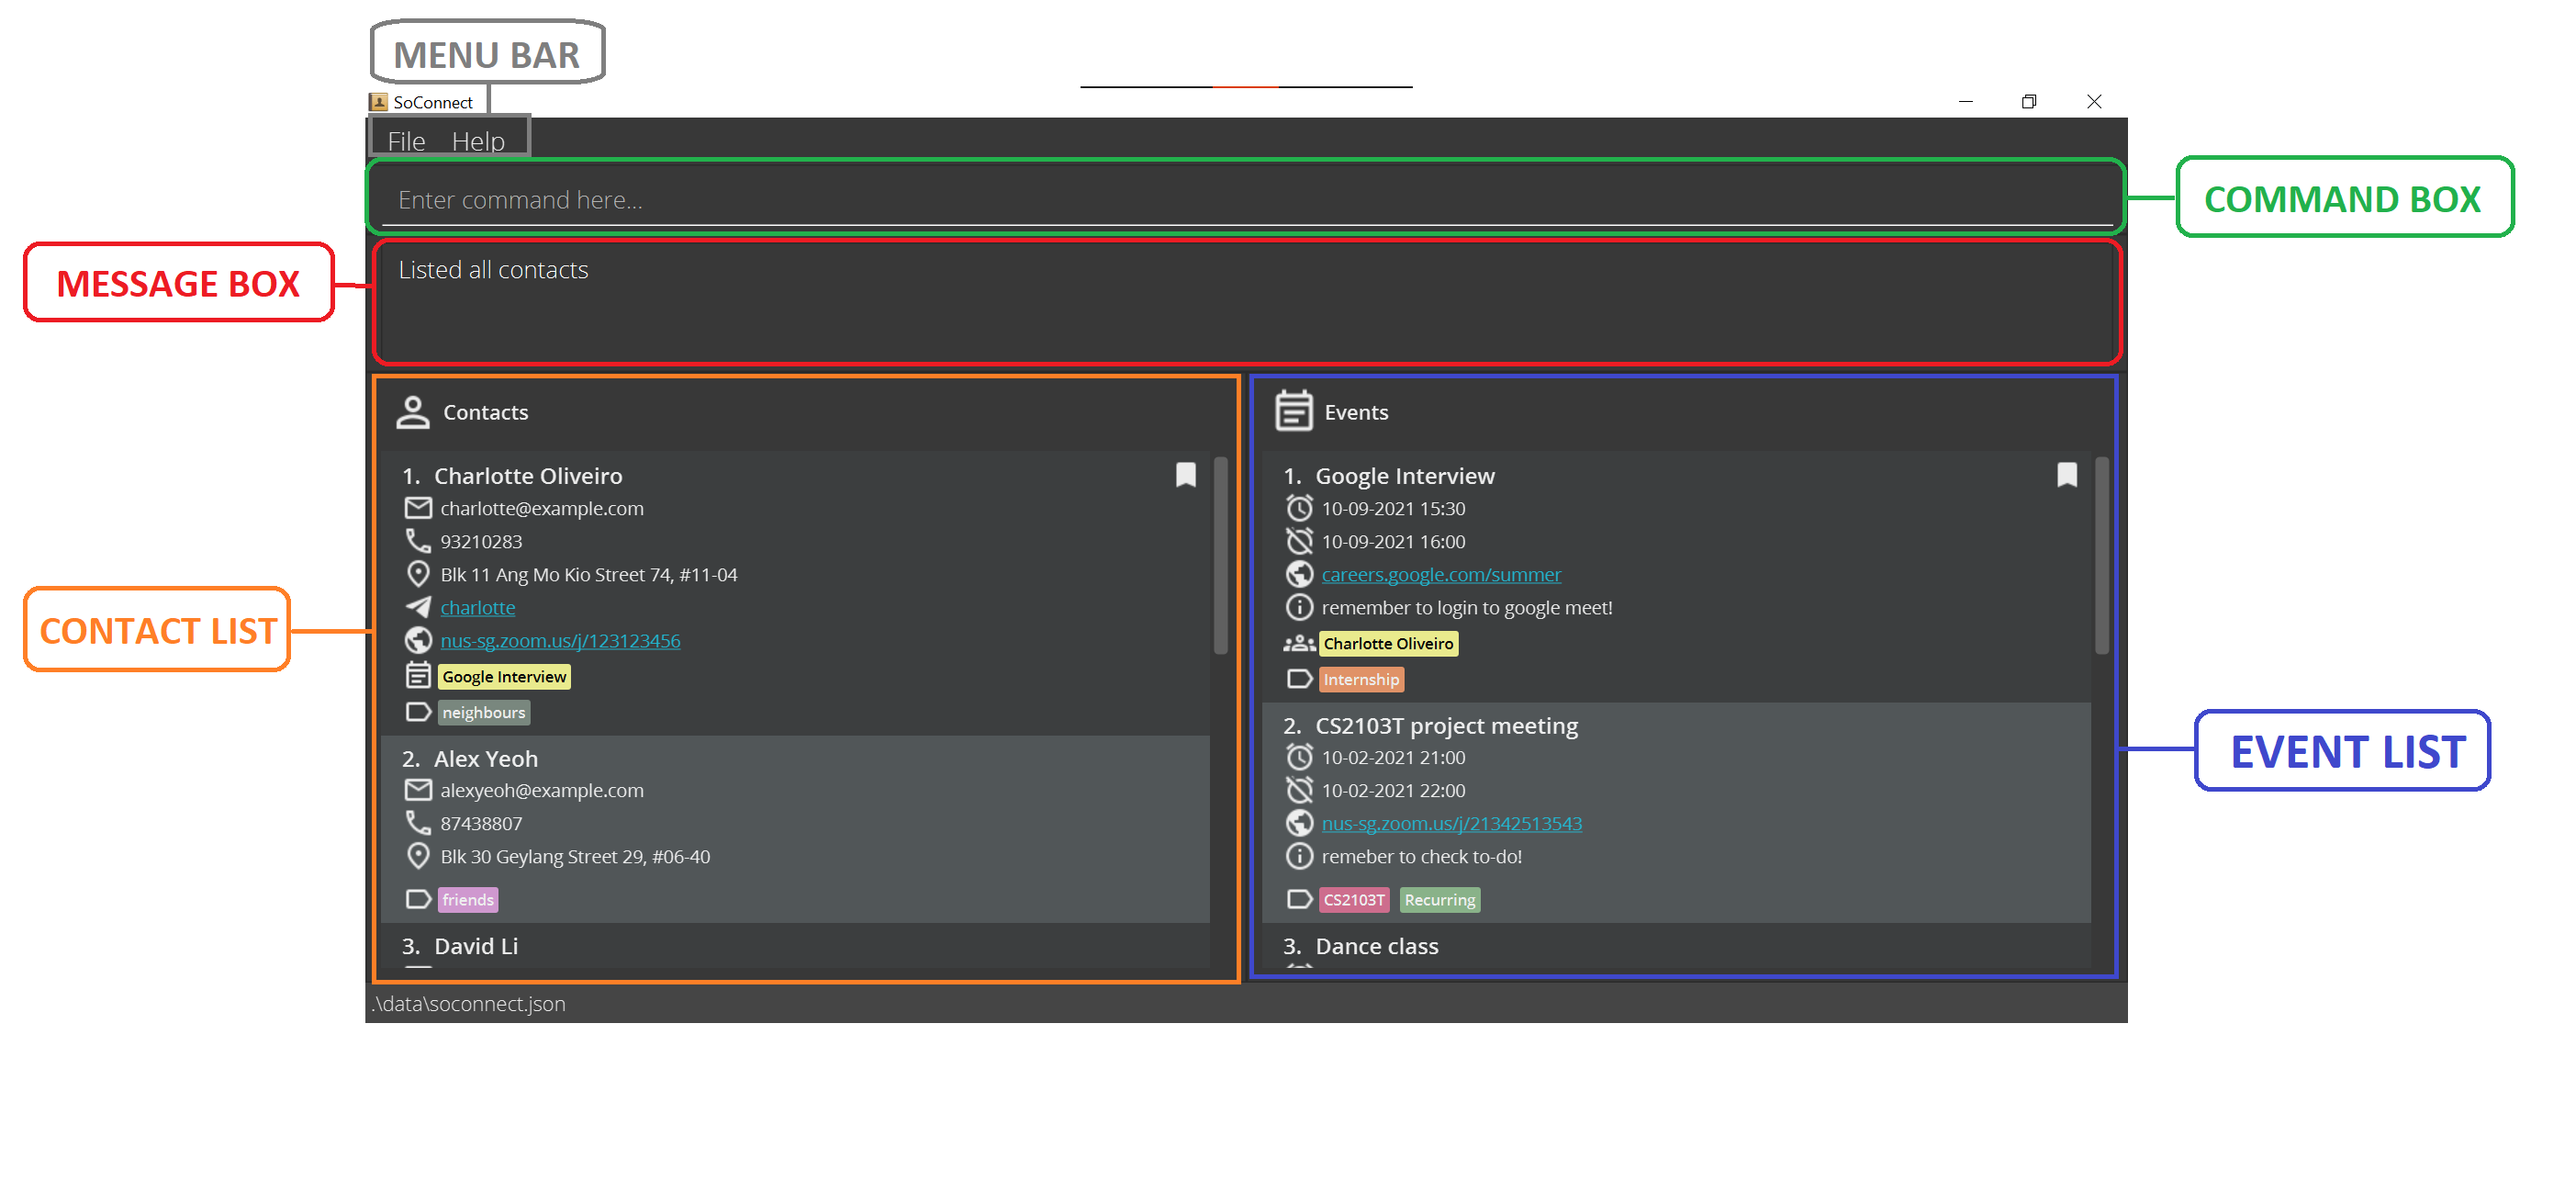 MENU BAR
SoConnect
File Help
Enter command here...
COMMAND BOX
MESSAGE BOX
Listed all contacts
Contacts
1. Charlotte Oliveiro
charlotte@example.com
93210283
Blk 11 Ang Mo Kio Street 74, #11-04
charlotte
nus-sg.zoom.us/j/123123456
Google Interview
neighbours
2. Alex Yeoh
alexyeoh@example.com
87438807
Blk 30 Geylang Street 29, #06-40
friends
3. David Li
CONTACT LIST
Events
1. Google Interview
10-09-2021 15:30
10-09-2021 16:00
careers.google.com/summer
remember to login to google meet!
Charlotte Oliveiro
Internship
2. CS2103T project meeting
10-02-2021 21:00
10-02-2021 22:00
nus-sg.zoom.us/j/21342513543
remeber to check to-do!
CS2103T Recurring
3. Dance class
EVENT LIST
.\data\soconnect.json